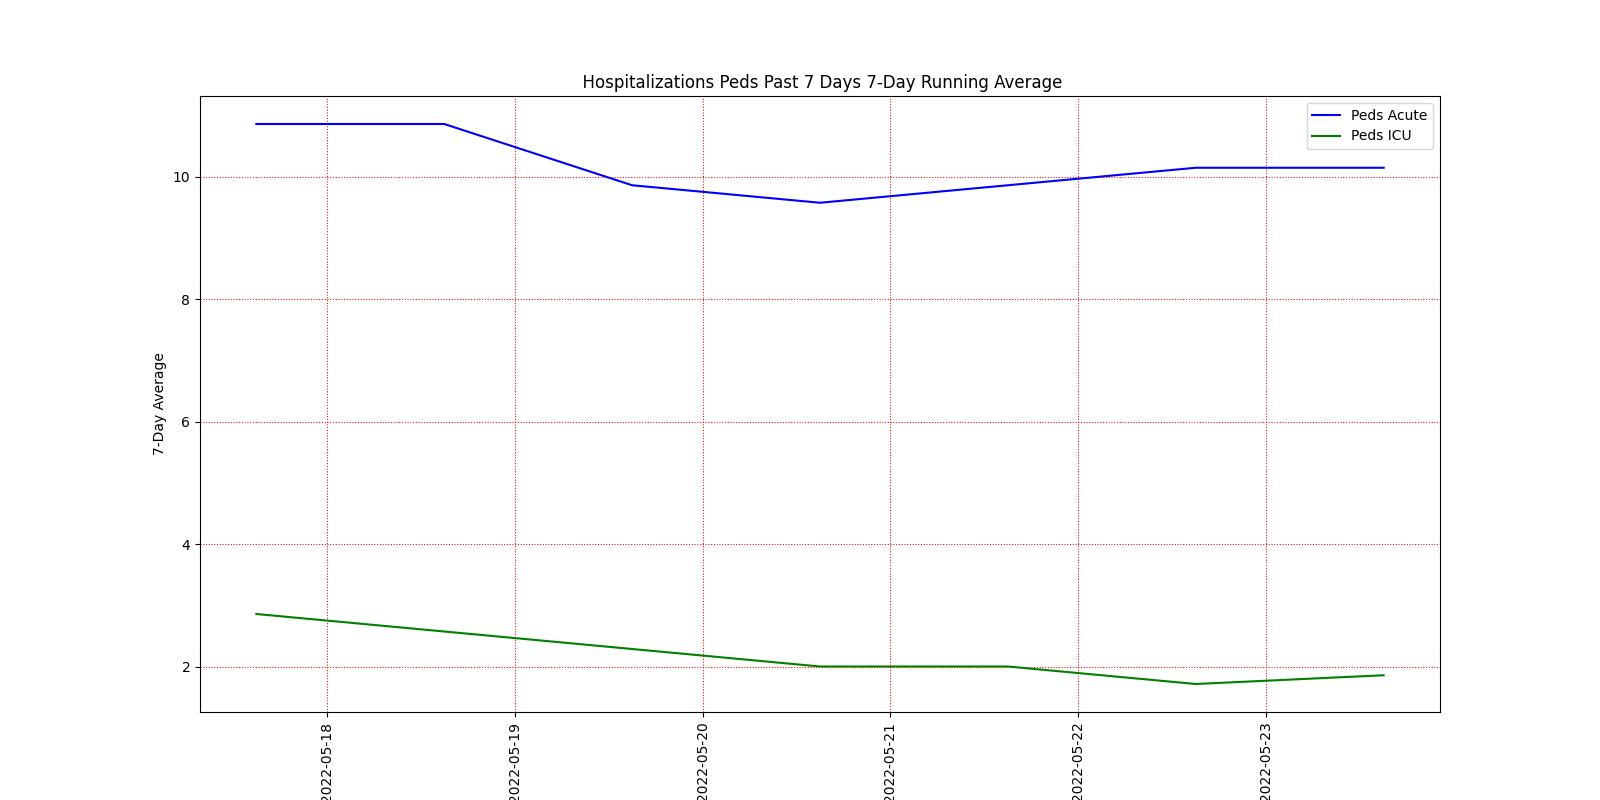 Hospitalizations Peds Past 7 Days 7-Day Running Average
Peds Acute
Peds ICU
7-Day Average
10
8
6
4
2
2022-05-18
2022-05-19
2022-05-20
2022-05-21
2022-05-22
2022-05-23